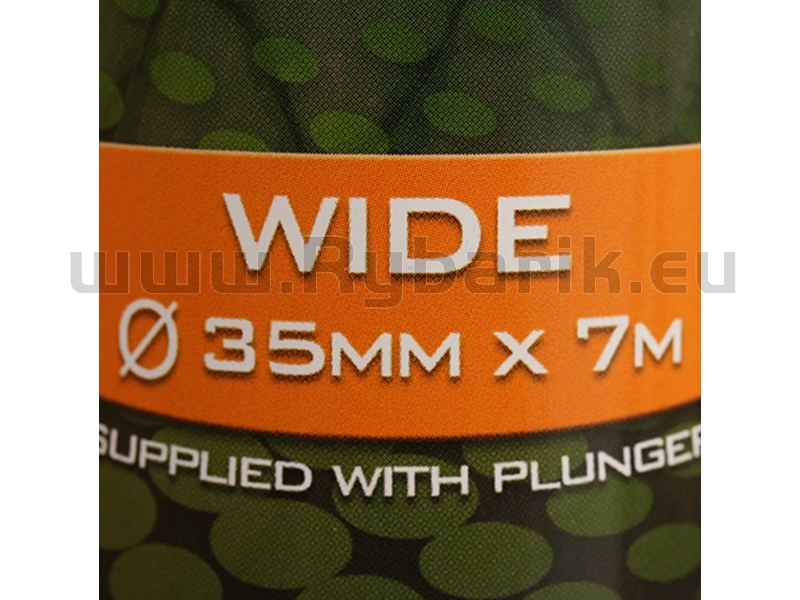 WIDE
www.Rybarik.eu
Ø 35MM X 7M
SUPPLIED WITH PLUNGER